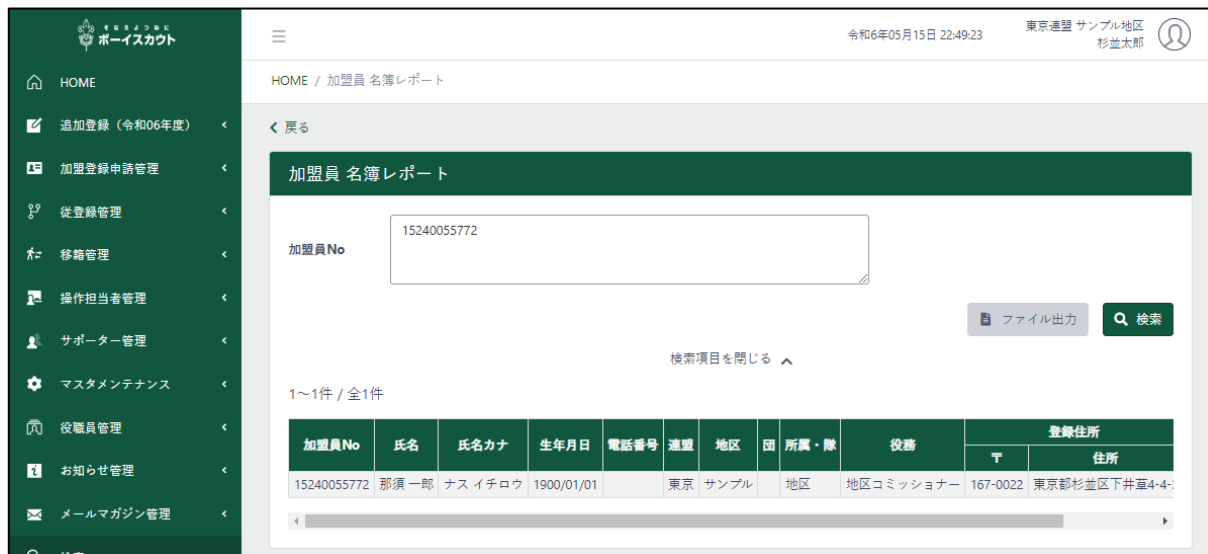 そなえよつねに
ボーイスカウト
令和6年05月15日 22:49:23
東京連盟 サンプル地区
杉並太郎
HOME
追加登録（令和06年度）
加盟登録申請管理
従登録管理
移籍管理
操作担当者管理
サポーター管理
マスタメンテナンス
役職員管理
お知らせ管理
メールマガジン管理
HOME / 加盟員 名簿レポート
戻る
加盟員 名簿レポート
加盟員No
15240055772
ファイル出力
検索
検索項目を閉じる
1～1件 / 全1件
加盟員No 氏名 氏名カナ 生年月日 電話番号 連盟 地区 団 所属・隊 役務 登録住所
〒 住所
15240055772 那須 一郎 ナス イチロウ 1900/01/01 東京 サンプル 地区 地区コミッショナー 167-0022 東京都杉並区下井草4-4-